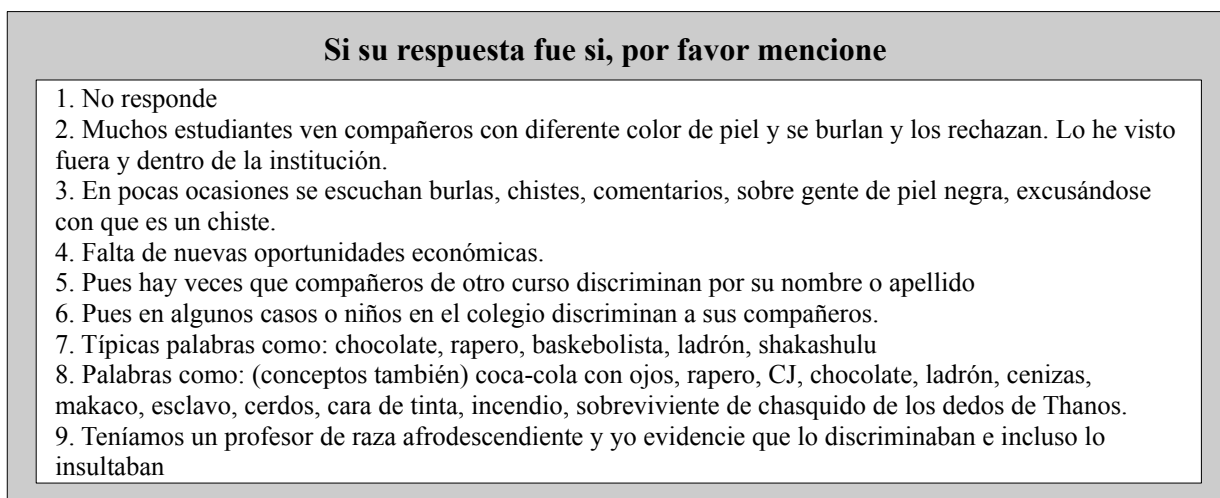 Si su respuesta fue si, por favor mencione
1. No responde
2. Muchos estudiantes ven compañeros con diferente color de piel y se burlan y los rechazan. Lo he visto
fuera y dentro de la institución.
3. En pocas ocasiones se escuchan burlas, chistes, comentarios, sobre gente de piel negra, excusándose
con que es un chiste.
4. Falta de nuevas oportunidades económicas.
5. Pues hay veces que compañeros de otro curso discriminan por su nombre o apellido
6. Pues en algunos casos o niños en el colegio discriminan a sus compañeros.
7. Típicas palabras como: chocolate, rapero, baskebolista, ladrón, shakashulu
8. Palabras como: (conceptos también) coca-cola con ojos, rapero, CJ, chocolate, ladrón, cenizas,
makaco, esclavo, cerdos, cara de tinta, incendio, sobreviviente de chasquido de los dedos de Thanos.
9. Teníamos un profesor de raza afrodescendiente y yo evidencie que lo discriminaban e incluso lo
insultaban